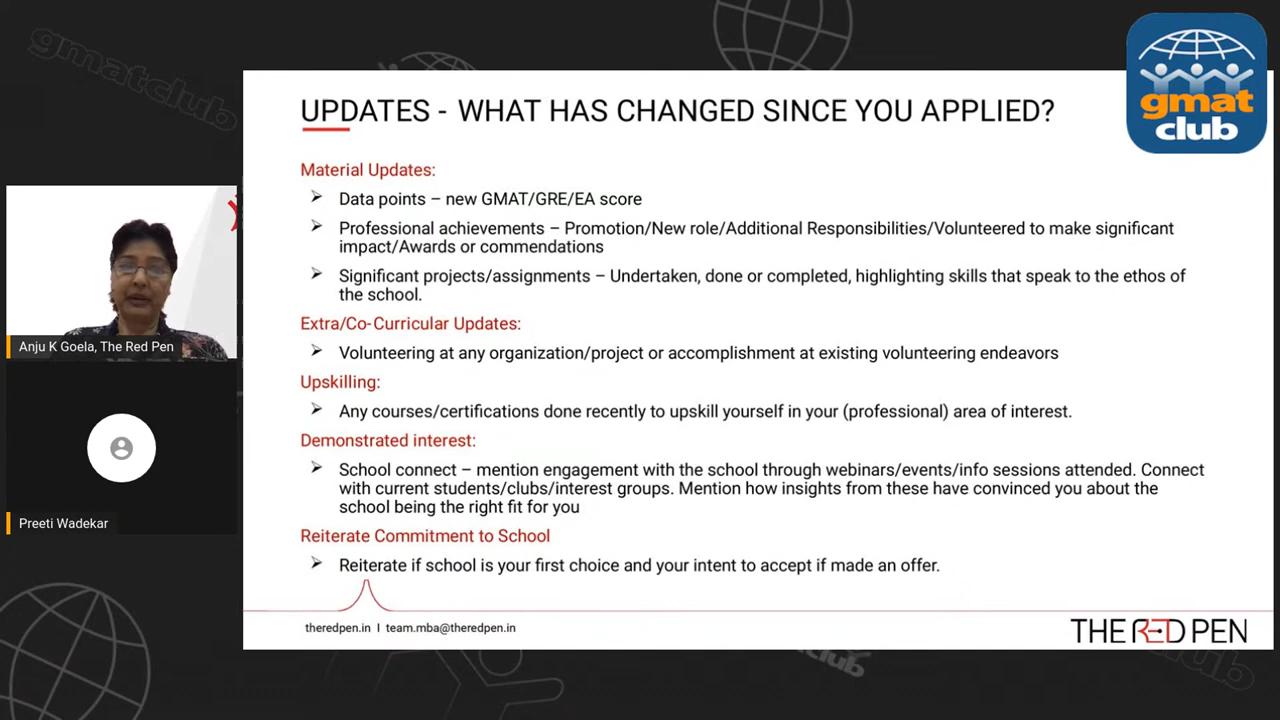 gmatclub
gmat
club
UPDATES - WHAT HAS CHANGED SINCE YOU APPLIED?
Material Updates:
Data points – new GMAT/GRE/EA score
Professional achievements – Promotion/New role/Additional Responsibilities/Volunteered to make significant
impact/Awards or commendations
Significant projects/assignments – Undertaken, done or completed, highlighting skills that speak to the ethos of
the school.
Extra/Co-Curricular Updates:
Volunteering at any organization/project or accomplishment at existing volunteering endeavors
Upskilling:
Any courses/certifications done recently to upskill yourself in your (professional) area of interest.
Demonstrated interest:
School connect – mention engagement with the school through webinars/events/info sessions attended. Connect
with current students/clubs/interest groups. Mention how insights from these have convinced you about the
school being the right fit for you
Reiterate Commitment to School
Reiterate if school is your first choice and your intent to accept if made an offer.
Anju K Goela, The Red Pen
Preeti Wadekar
theredpen.in I team.mba@theredpen.in
THE RED PEN
club
gmatclub